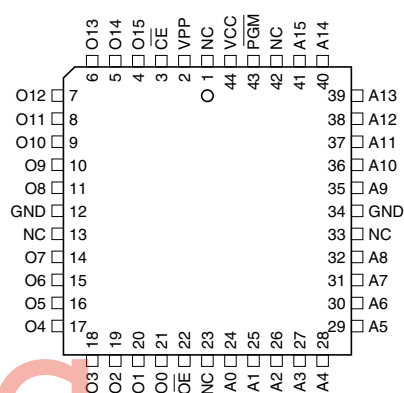 O13 O14 O15 C̅E̅ VPP NC VCC P̅G̅M̅ NC A15 A14
6 5 4 3 2 1 44 43 42 41 40
O12 7 39 A13
O11 8 38 A12
O10 9 37 A11
O9 10 36 A10
O8 11 35 A9
GND 12 34 GND
NC 13 33 NC
O7 14 32 A8
O6 15 31 A7
O5 16 30 A6
O4 17 29 A5
18 19 20 21 22 23 24 25 26 27 28
O3 O2 O1 O0 O̅E̅ NC A0 A1 A2 A3 A4